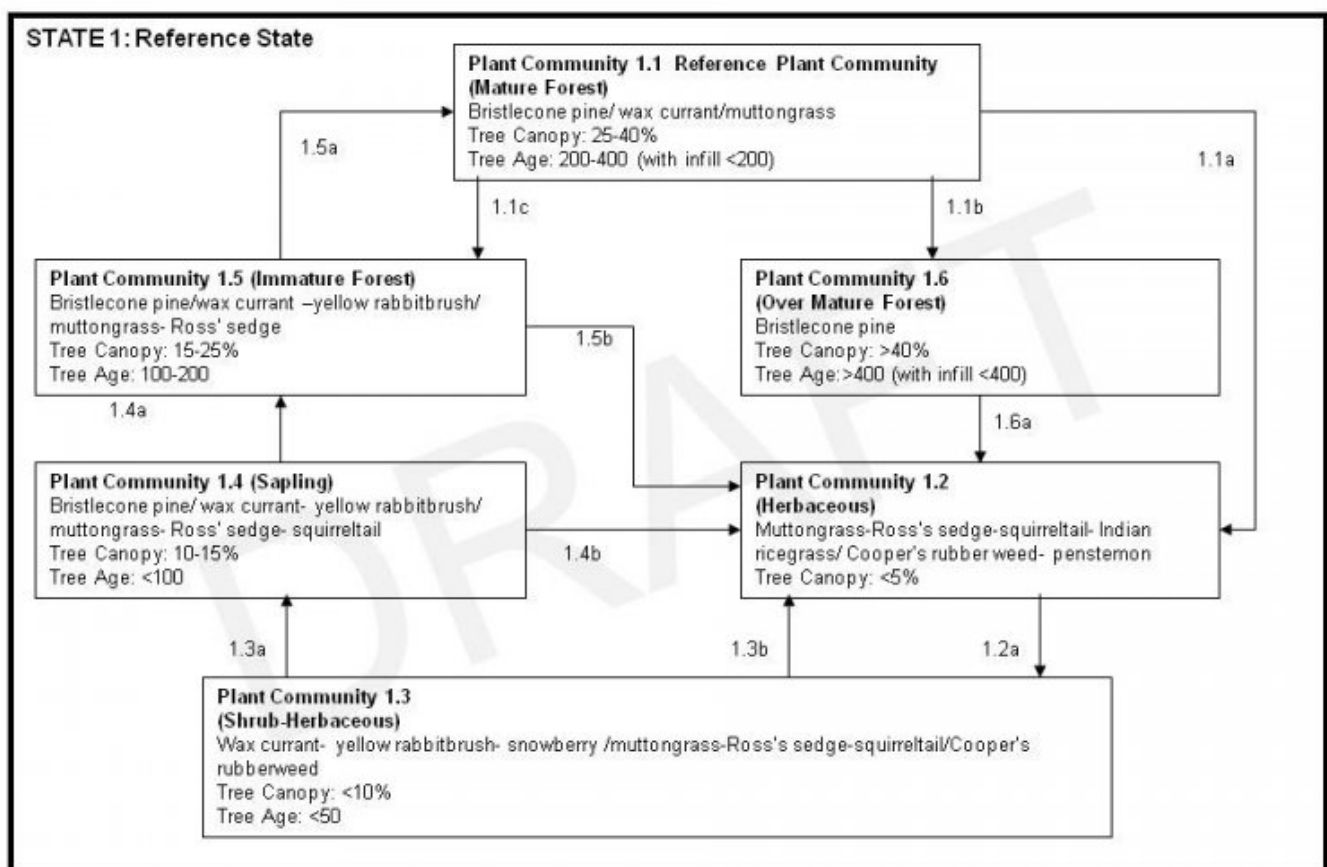 STATE 1: Reference State
Plant Community 1.1 Reference Plant Community
(Mature Forest)
Bristlecone pine/ wax currant/muttongrass
Tree Canopy: 25-40%
Tree Age: 200-400 (with infill <200)
1.5a
1.1a
1.1c
1.1b
Plant Community 1.5 (Immature Forest)
Bristlecone pine/wax currant –yellow rabbitbrush/
muttongrass- Ross' sedge
Tree Canopy: 15-25%
Tree Age: 100-200
Plant Community 1.6
(Over Mature Forest)
Bristlecone pine
Tree Canopy: >40%
Tree Age:>400 (with infill <400)
1.5b
1.4a
1.6a
Plant Community 1.4 (Sapling)
Bristlecone pine/ wax currant- yellow rabbitbrush/
muttongrass- Ross' sedge- squirreltail
Tree Canopy: 10-15%
Tree Age: <100
1.4b
Plant Community 1.2
(Herbaceous)
Muttongrass-Ross's sedge-squirreltail- Indian
ricegrass/ Cooper's rubber weed- penstemon
Tree Canopy: <5%
1.3a
1.3b
1.2a
Plant Community 1.3
(Shrub-Herbaceous)
Wax currant- yellow rabbitbrush- snowberry /muttongrass-Ross's sedge-squirreltail/Cooper's
rubberweed
Tree Canopy: <10%
Tree Age: <50
DRAFT